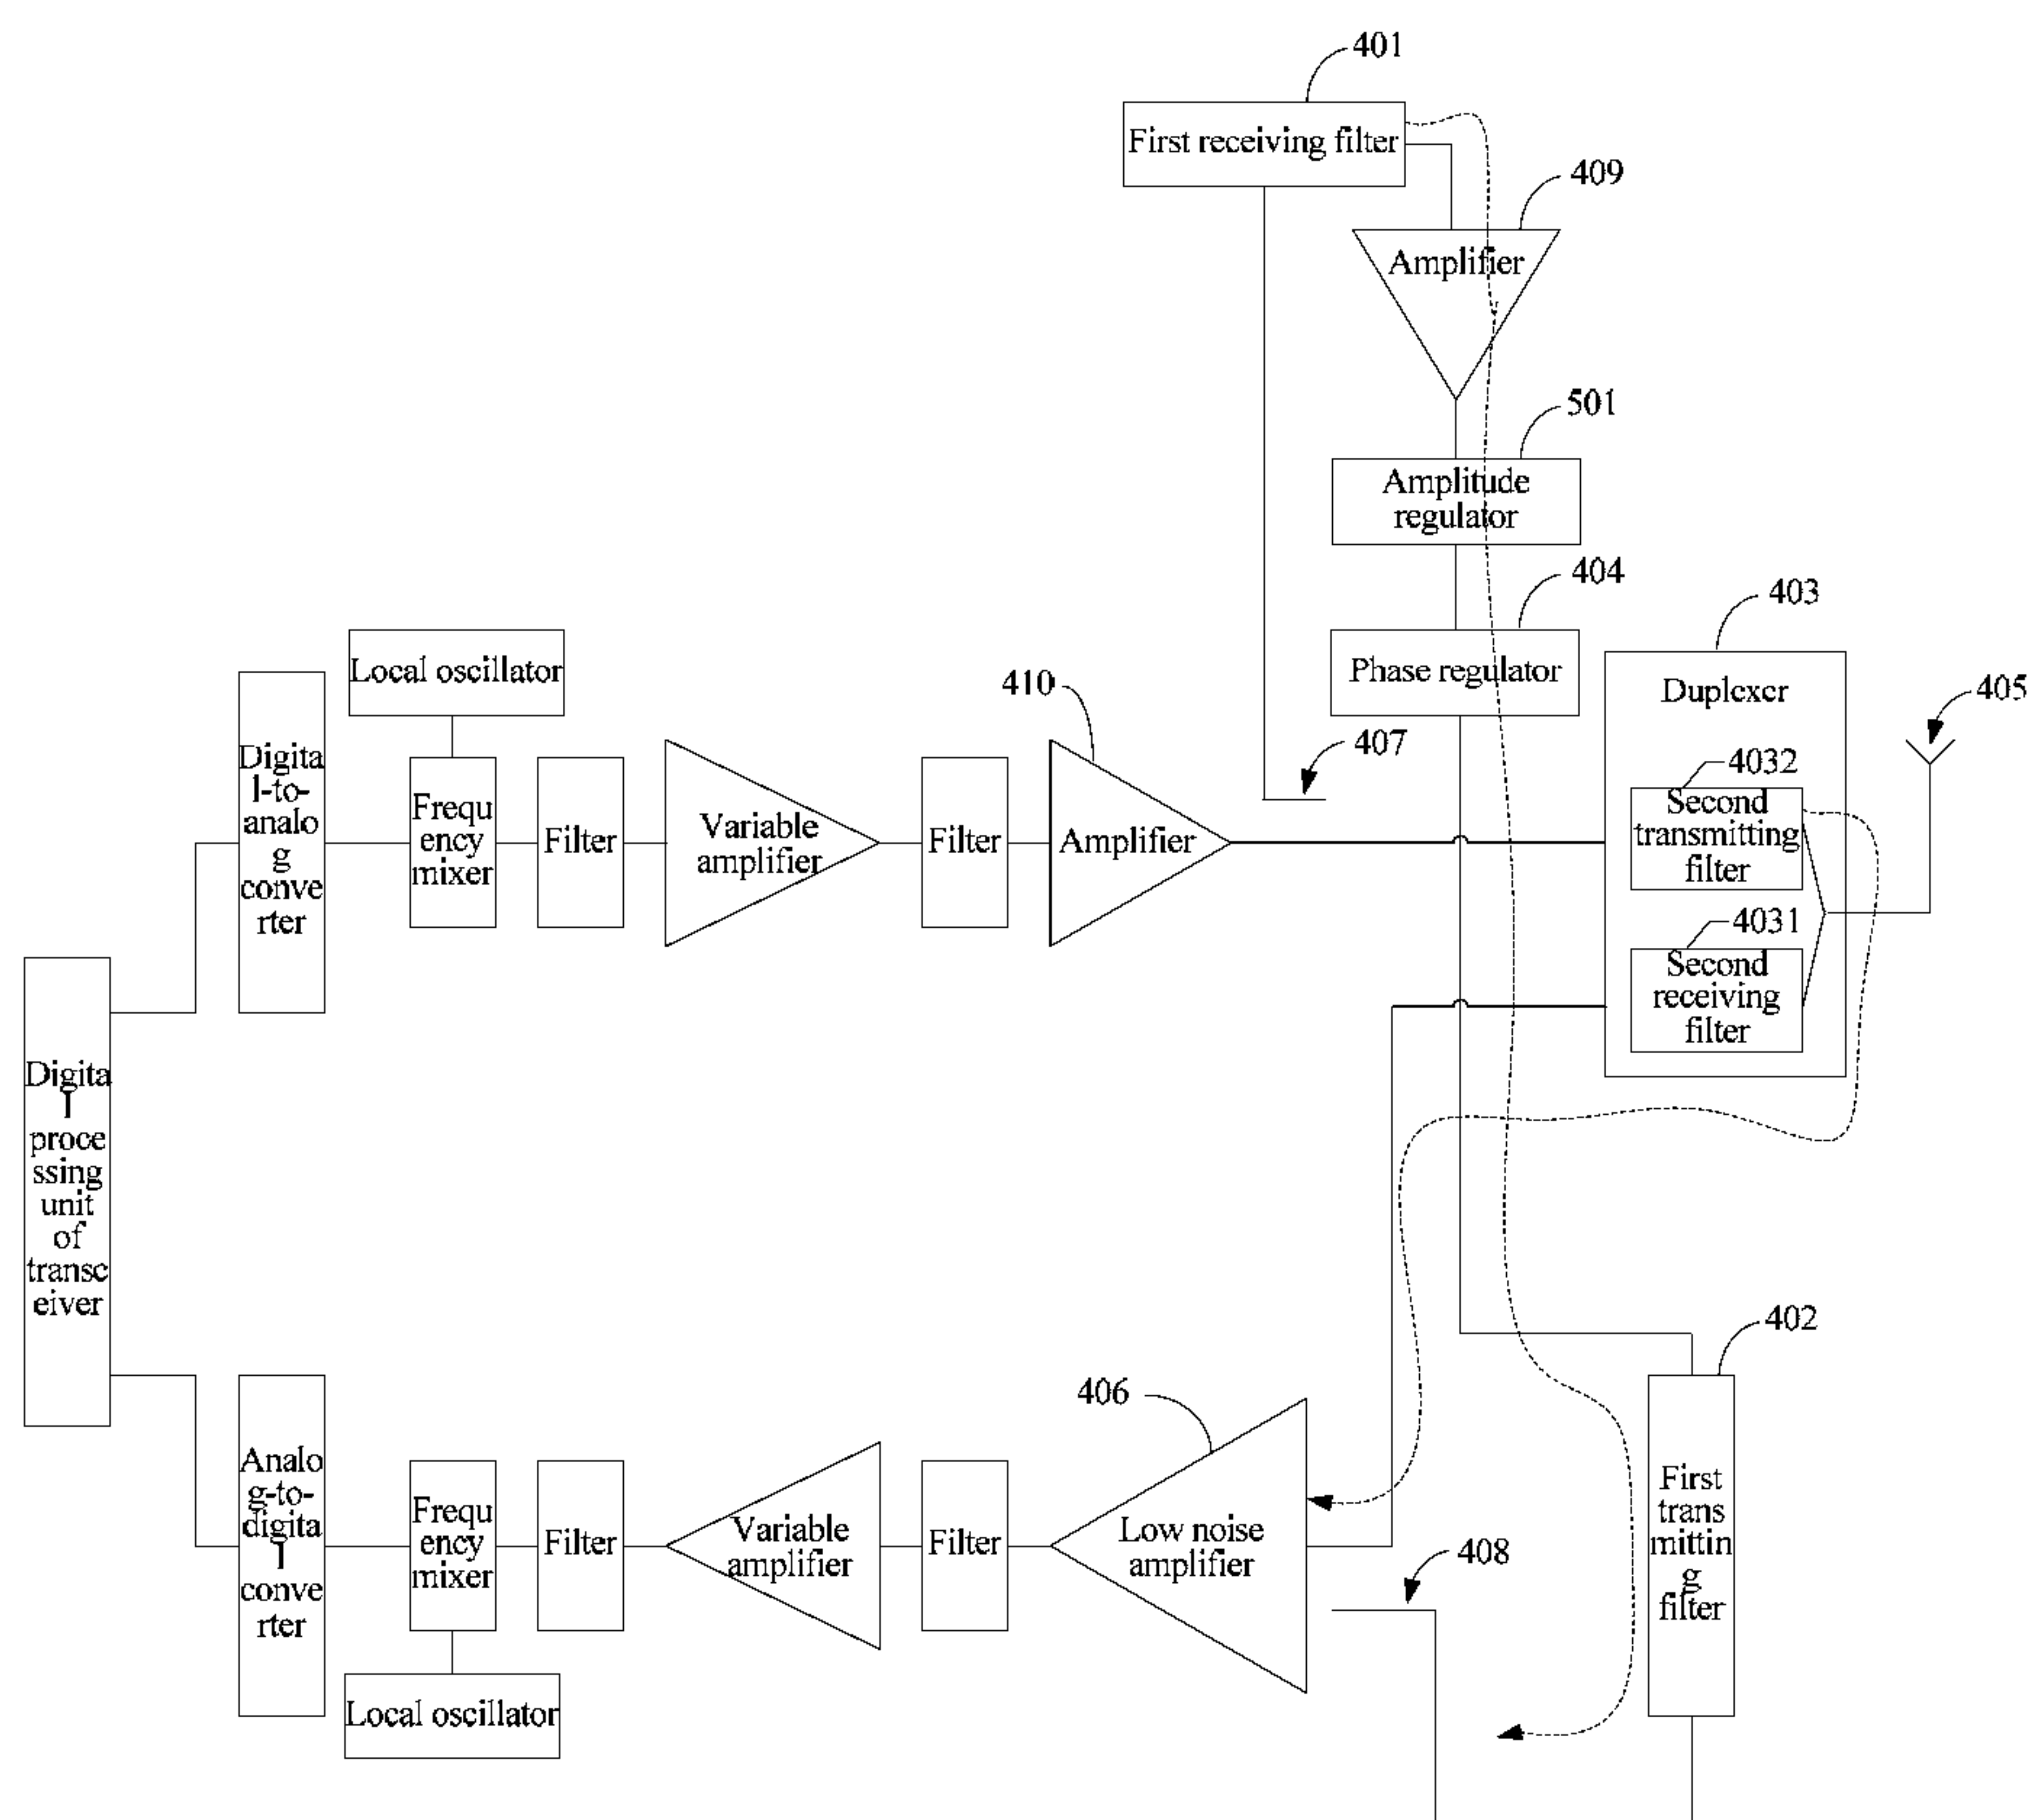 401
First receiving filter
409
Amplifier
501
Amplitude
regulator
404
Phase regulator
403
Duplexer
405
4032
Second
transmitting
filter
4031
Second
receiving
filter
407
410
Local oscillator
Digita
l-to-
analo
g
conve
rter
Frequ
ency
mixer
Filter
Variable
amplifier
Filter
Amplifier
Digita
l
proce
ssing
unit
of
transc
eiver
402
First
trans
mittin
g
filter
406
Analo
g-to-
digita
l
conve
rter
Frequ
ency
mixer
Filter
Variable
amplifier
Filter
Low noise
amplifier
408
Local oscillator